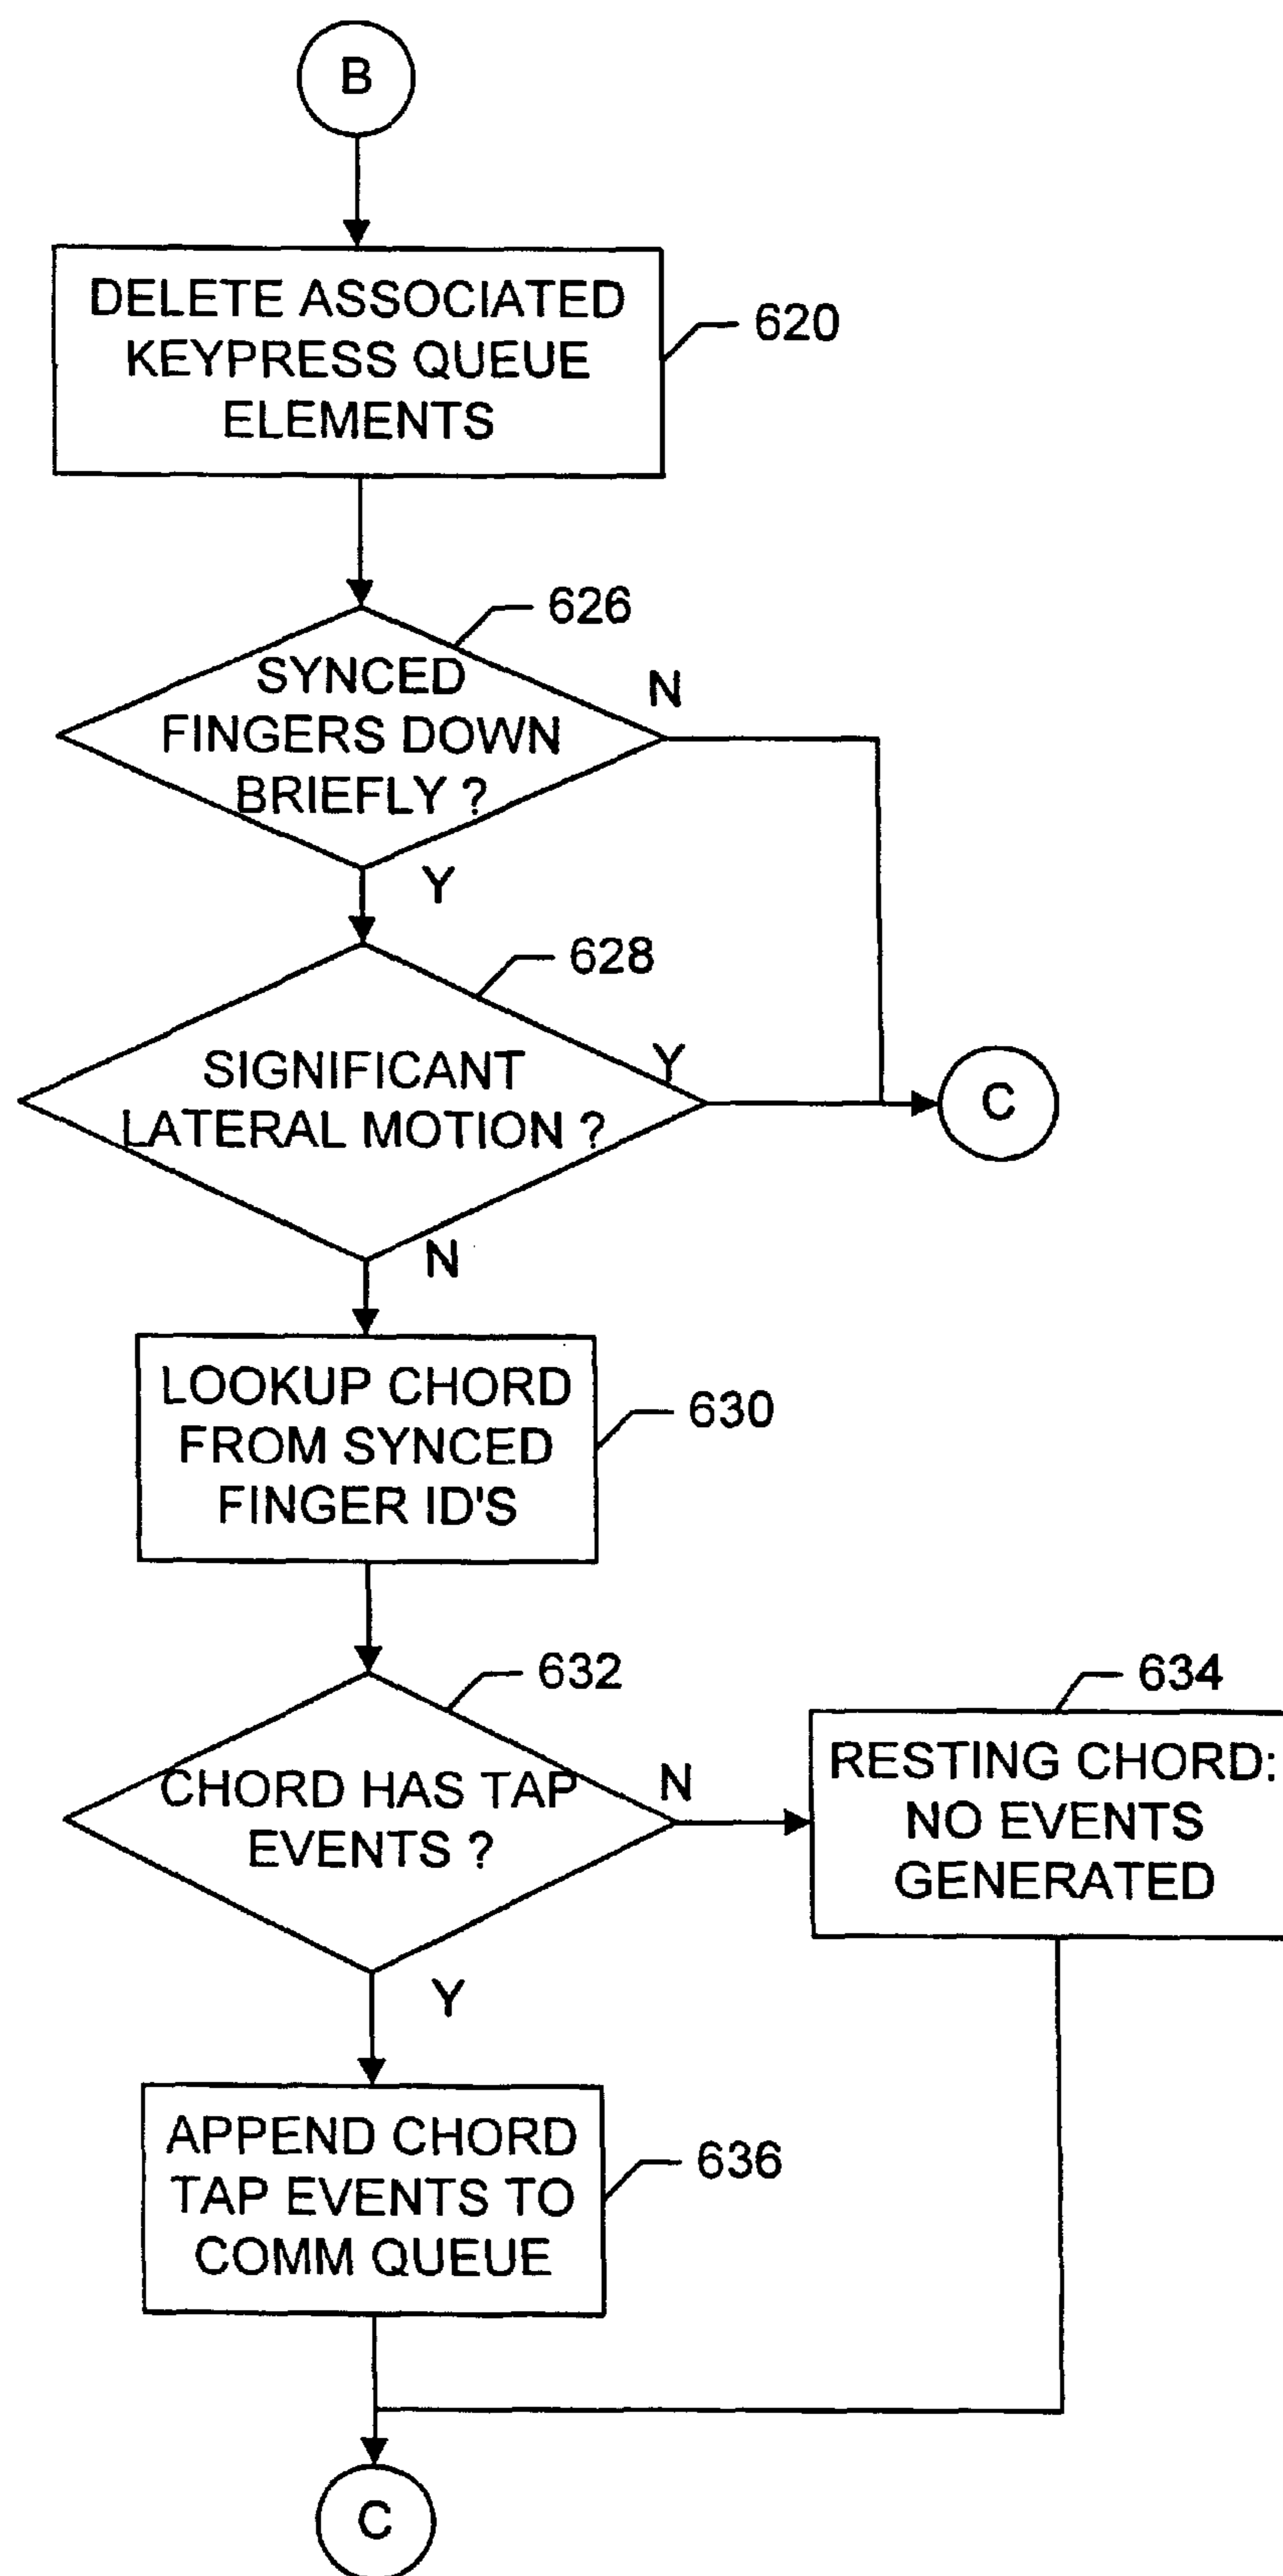 B
DELETE ASSOCIATED
KEYPRESS QUEUE
ELEMENTS
620
626
SYNCED
FINGERS DOWN
BRIEFLY ?
N
Y
628
SIGNIFICANT
LATERAL MOTION ?
Y
C
N
LOOKUP CHORD
FROM SYNCED
FINGER ID'S
630
632
CHORD HAS TAP
EVENTS ?
N
634
RESTING CHORD:
NO EVENTS
GENERATED
Y
APPEND CHORD
TAP EVENTS TO
COMM QUEUE
636
C